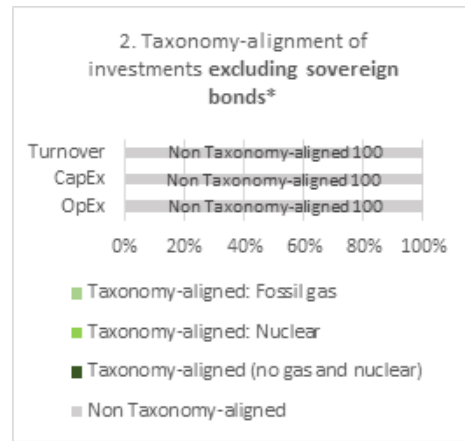 2. Taxonomy-alignment of
investments excluding sovereign
bonds*
Turnover Non Taxonomy-aligned 100
CapEx Non Taxonomy-aligned 100
OpEx Non Taxonomy-aligned 100
0% 20% 40% 60% 80% 100%
Taxonomy-aligned: Fossil gas
Taxonomy-aligned: Nuclear
Taxonomy-aligned (no gas and nuclear)
Non Taxonomy-aligned